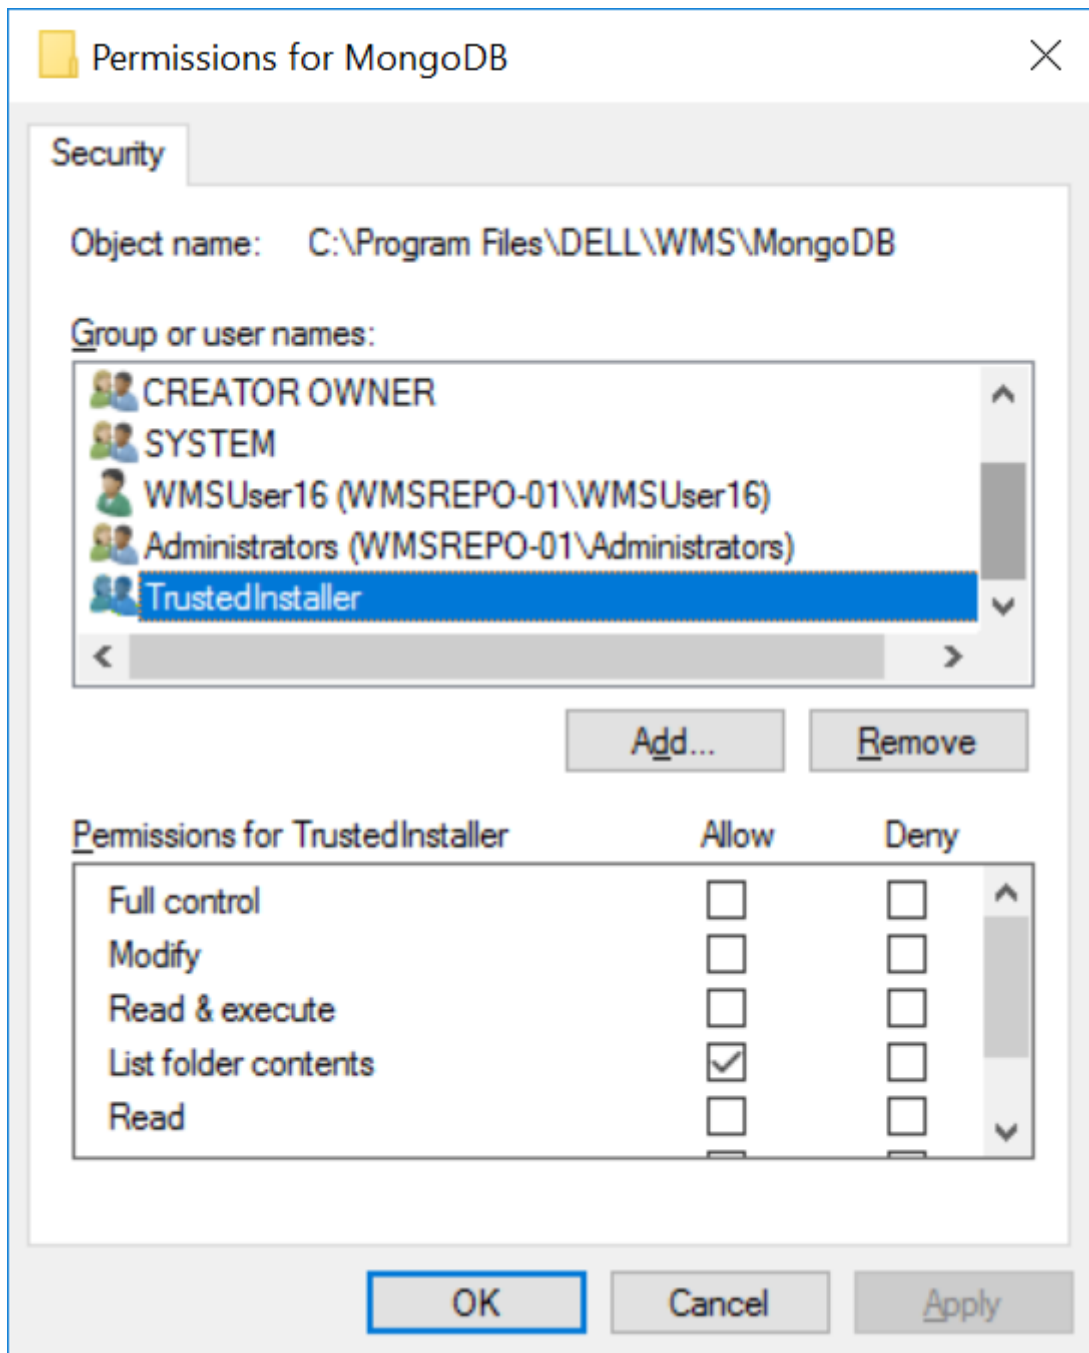 Permissions for MongoDB
Security
Object name: C:\Program Files\DELL\WMS\MongoDB
Group or user names:
CREATOR OWNER
SYSTEM
WMSUser16 (WMSREPO-01\WMSUser16)
Administrators (WMSREPO-01\Administrators)
TrustedInstaller
Add... Remove
Permissions for TrustedInstaller Allow Deny
Full control
Modify
Read & execute
List folder contents
Read
OK Cancel Apply